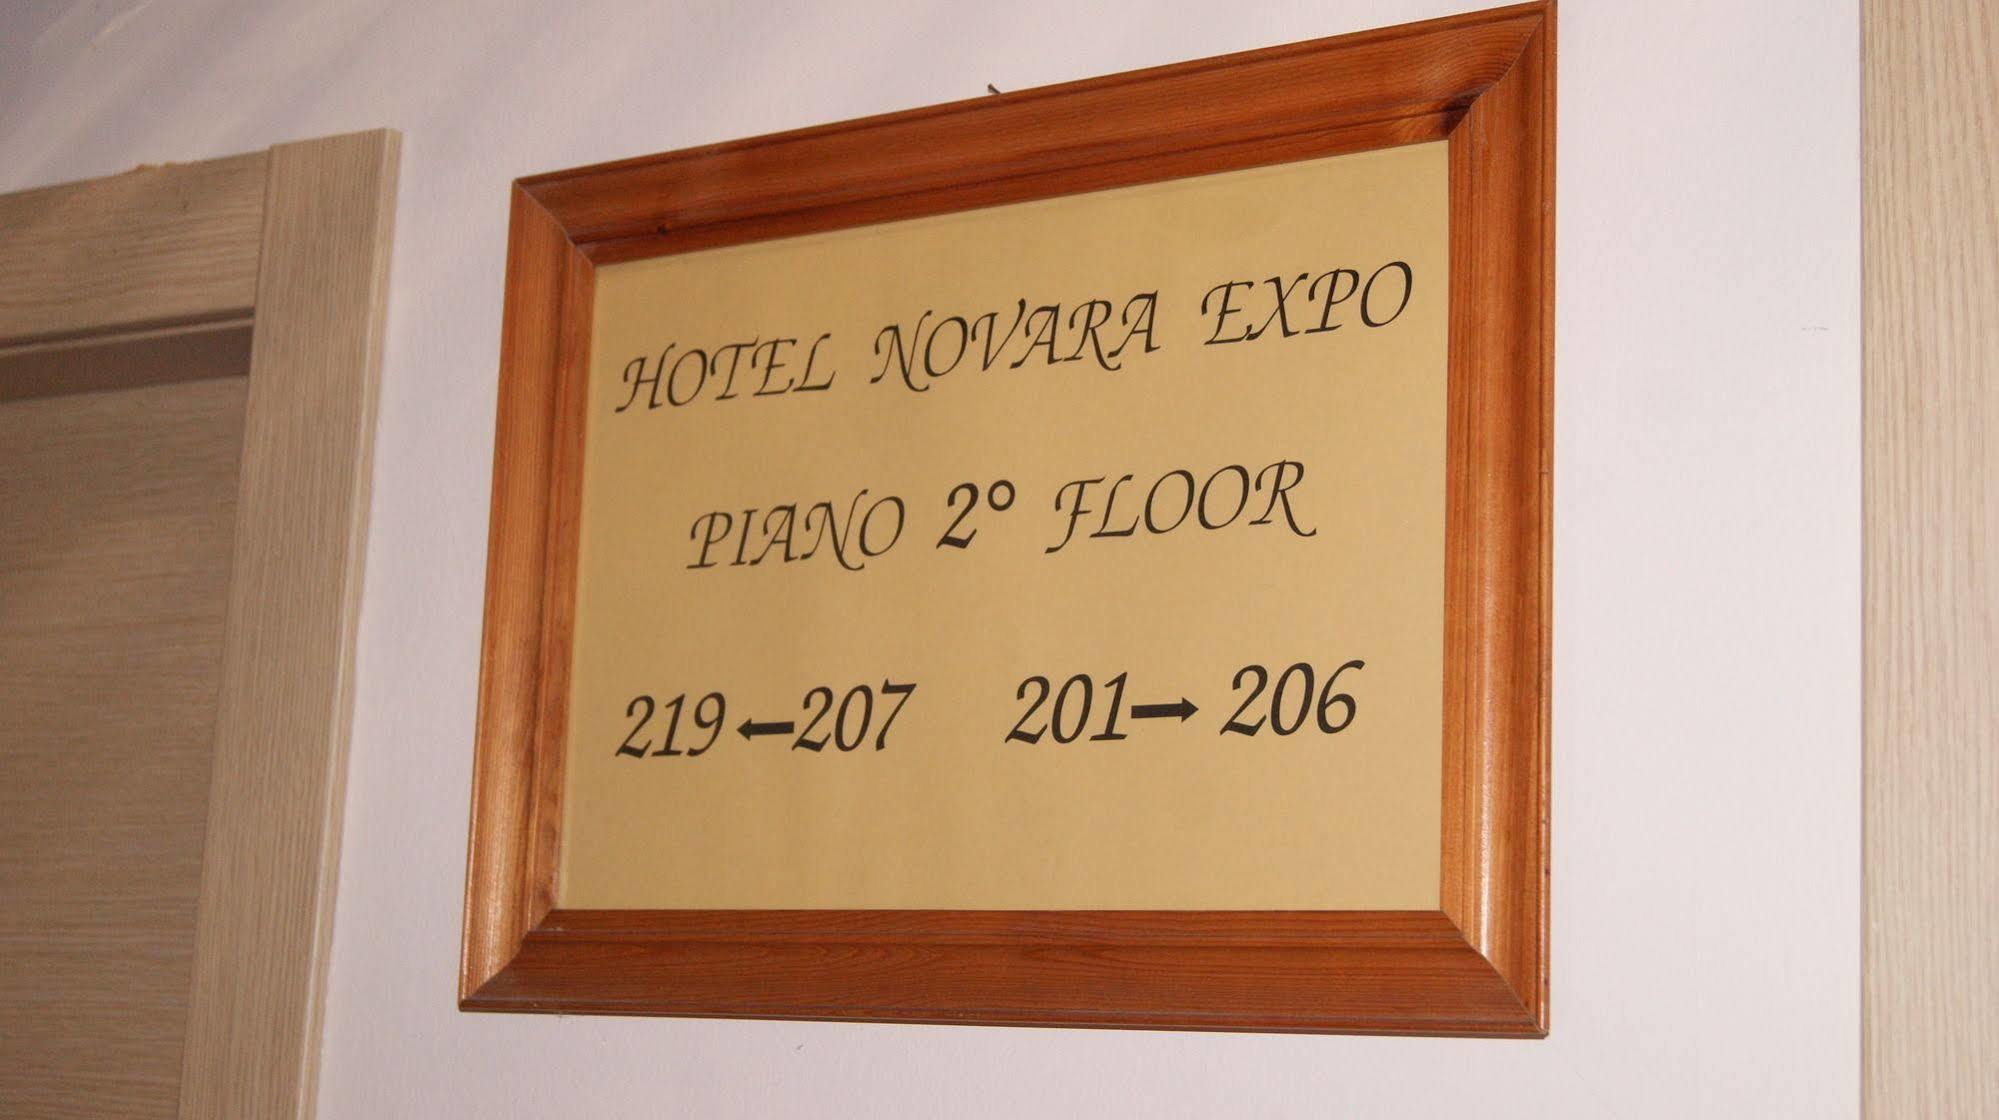 HOTEL NOVARA EXPO
PIANO 2° FLOOR
219 ←207 201→ 206